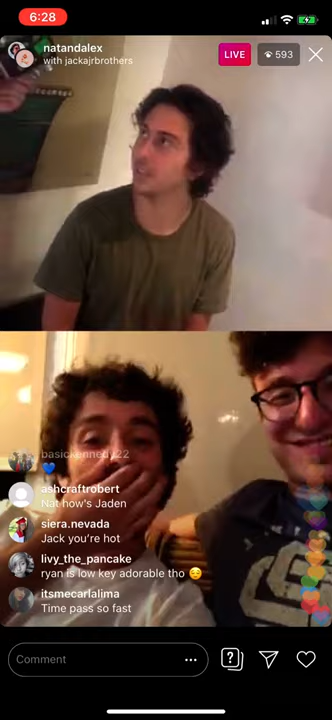 6:28
natandalex
with jackajrbrothers
LIVE
593
basickennedy22
💙
ashcraftrobert
Nat how's Jaden
siera.nevada
Jack you're hot
livy_the_pancake
ryan is low key adorable tho 😌
itsmecarlalima
Time pass so fast
Comment